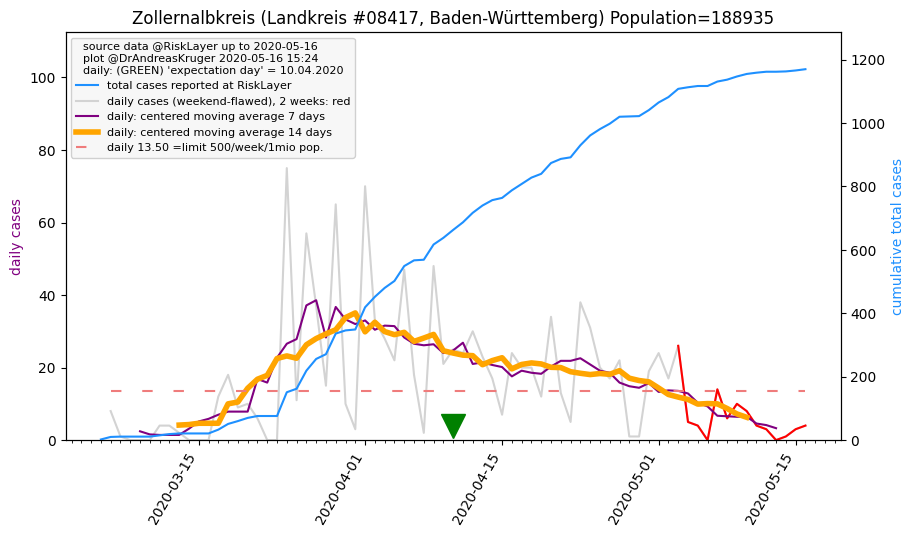 Zollernalbkreis (Landkreis #08417, Baden-Württemberg) Population=188935
source data @RiskLayer up to 2020-05-16
plot @DrAndreasKruger 2020-05-16 15:24
daily: (GREEN) 'expectation day' = 10.04.2020
total cases reported at RiskLayer
daily cases (weekend-flawed), 2 weeks: red
daily: centered moving average 7 days
daily: centered moving average 14 days
daily 13.50 =limit 500/week/1mio pop.
daily cases
100
80
60
40
20
0
1200
1000
800
600
400
200
0
cumulative total cases
2020-03-15
2020-04-01
2020-04-15
2020-05-01
2020-05-15